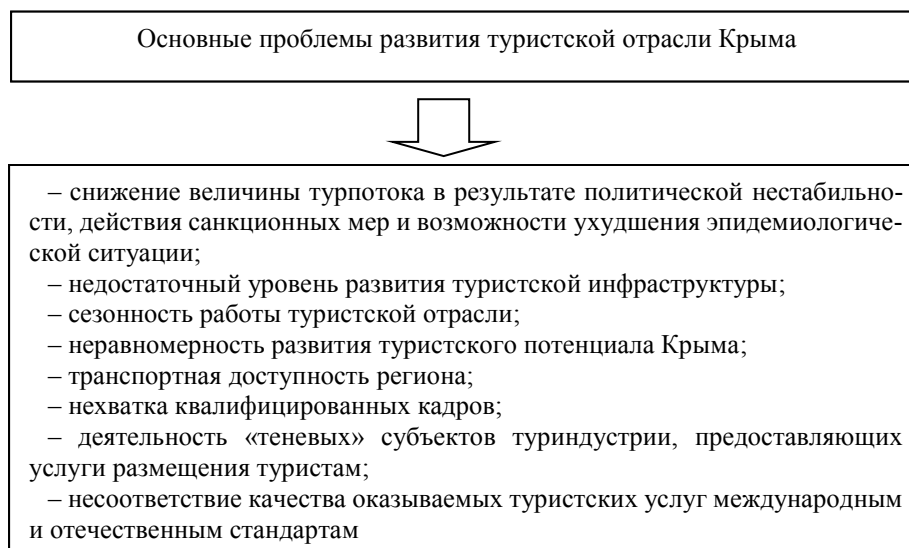 Основные проблемы развития туристской отрасли Крыма
– снижение величины турпотока в результате политической нестабильно-
сти, действия санкционных мер и возможности ухудшения эпидемиологиче-
ской ситуации;
– недостаточный уровень развития туристской инфраструктуры;
– сезонность работы туристской отрасли;
– неравномерность развития туристского потенциала Крыма;
– транспортная доступность региона;
– нехватка квалифицированных кадров;
– деятельность «теневых» субъектов туриндустрии, предоставляющих
услуги размещения туристам;
– несоответствие качества оказываемых туристских услуг международным
и отечественным стандартам